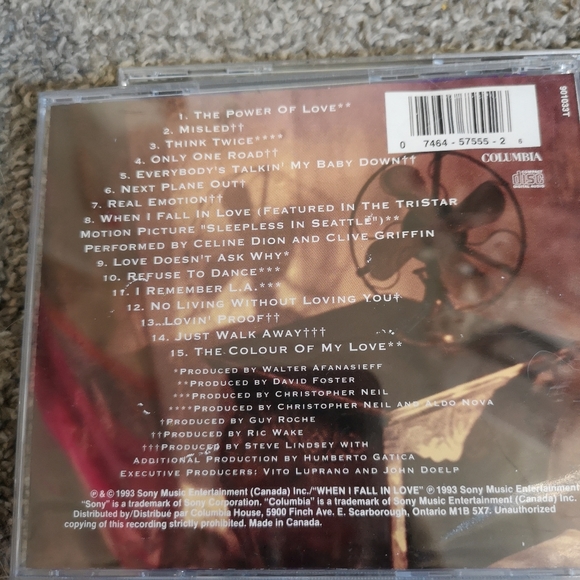 1. The Power Of Love**
2. Misled††
3. Think Twice****
4. Only One Road††
5. Everybody's Talkin' My Baby Down††
6. Next Plane Out†
7. Real Emotion††
8. When I Fall In Love (Featured In The TriStar
Motion Picture "Sleepless In Seattle")**
Performed by Celine Dion and Clive Griffin
9. Love Doesn't Ask Why*
10. Refuse To Dance***
11. I Remember L.A.***
12. No Living Without Loving You†
13. Lovin' Proof††
14. Just Walk Away†††
15. The Colour Of My Love**
*Produced by Walter Afanasieff
**Produced by David Foster
***Produced by Christopher Neil
****Produced by Christopher Neil and Aldo Nova
†Produced by Guy Roche
††Produced by Ric Wake
†††Produced by Steve Lindsey with
Additional Production by Humberto Gatica
Executive Producers: Vito Luprano and John Doelp
℗ & © 1993 Sony Music Entertainment (Canada) Inc./"WHEN I FALL IN LOVE" ℗ 1993 Sony Music Entertainment
"Sony" is a trademark of Sony Corporation. "Columbia" is a trademark of Sony Music Entertainment (Canada) Inc.
Distributed by/Distribué par Columbia House, 5900 Finch Ave. E. Scarborough, Ontario M1B 5X7. Unauthorized
copying of this recording strictly prohibited. Made in Canada.
0 7464-57555-2 6
COLUMBIA
COMPACT
disc
DIGITAL AUDIO
901033T